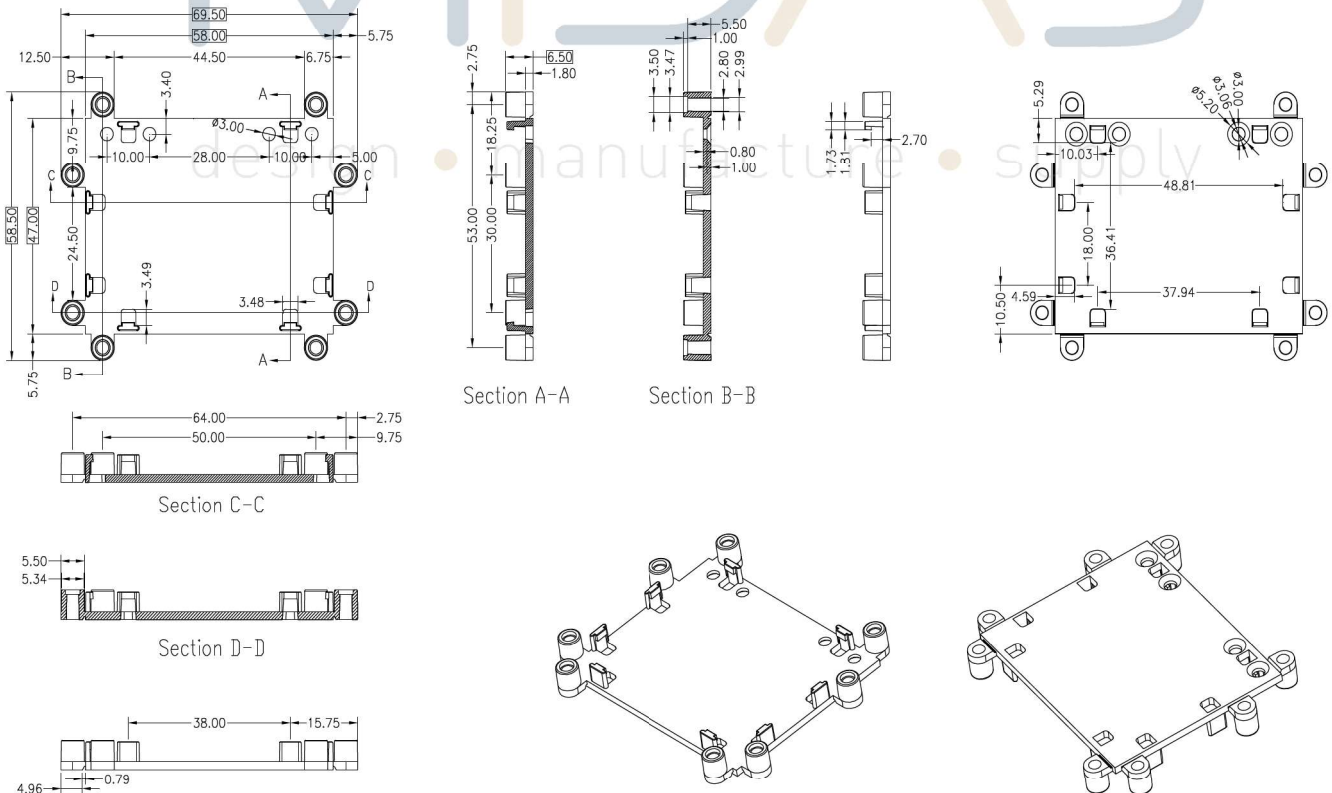 MDAS
design • manufacture • supply
69.50
58.00
5.75
12.50
44.50
6.75
B
3.40
A
ø3.00
9.75
10.00
28.00
10.00
5.00
C
C
58.50
47.00
24.50
3.49
D
3.48
D
A
B
5.75
2.75
6.50
1.80
18.25
53.00
30.00
Section A-A
5.50
1.00
3.50
3.47
2.80
2.99
0.80
1.00
Section B-B
1.73
1.31
2.70
5.29
ø5.20
ø3.06
ø3.00
10.03
48.81
18.00
36.41
4.59
37.94
10.50
64.00
2.75
50.00
9.75
Section C-C
5.50
5.34
Section D-D
38.00
15.75
0.79
4.96